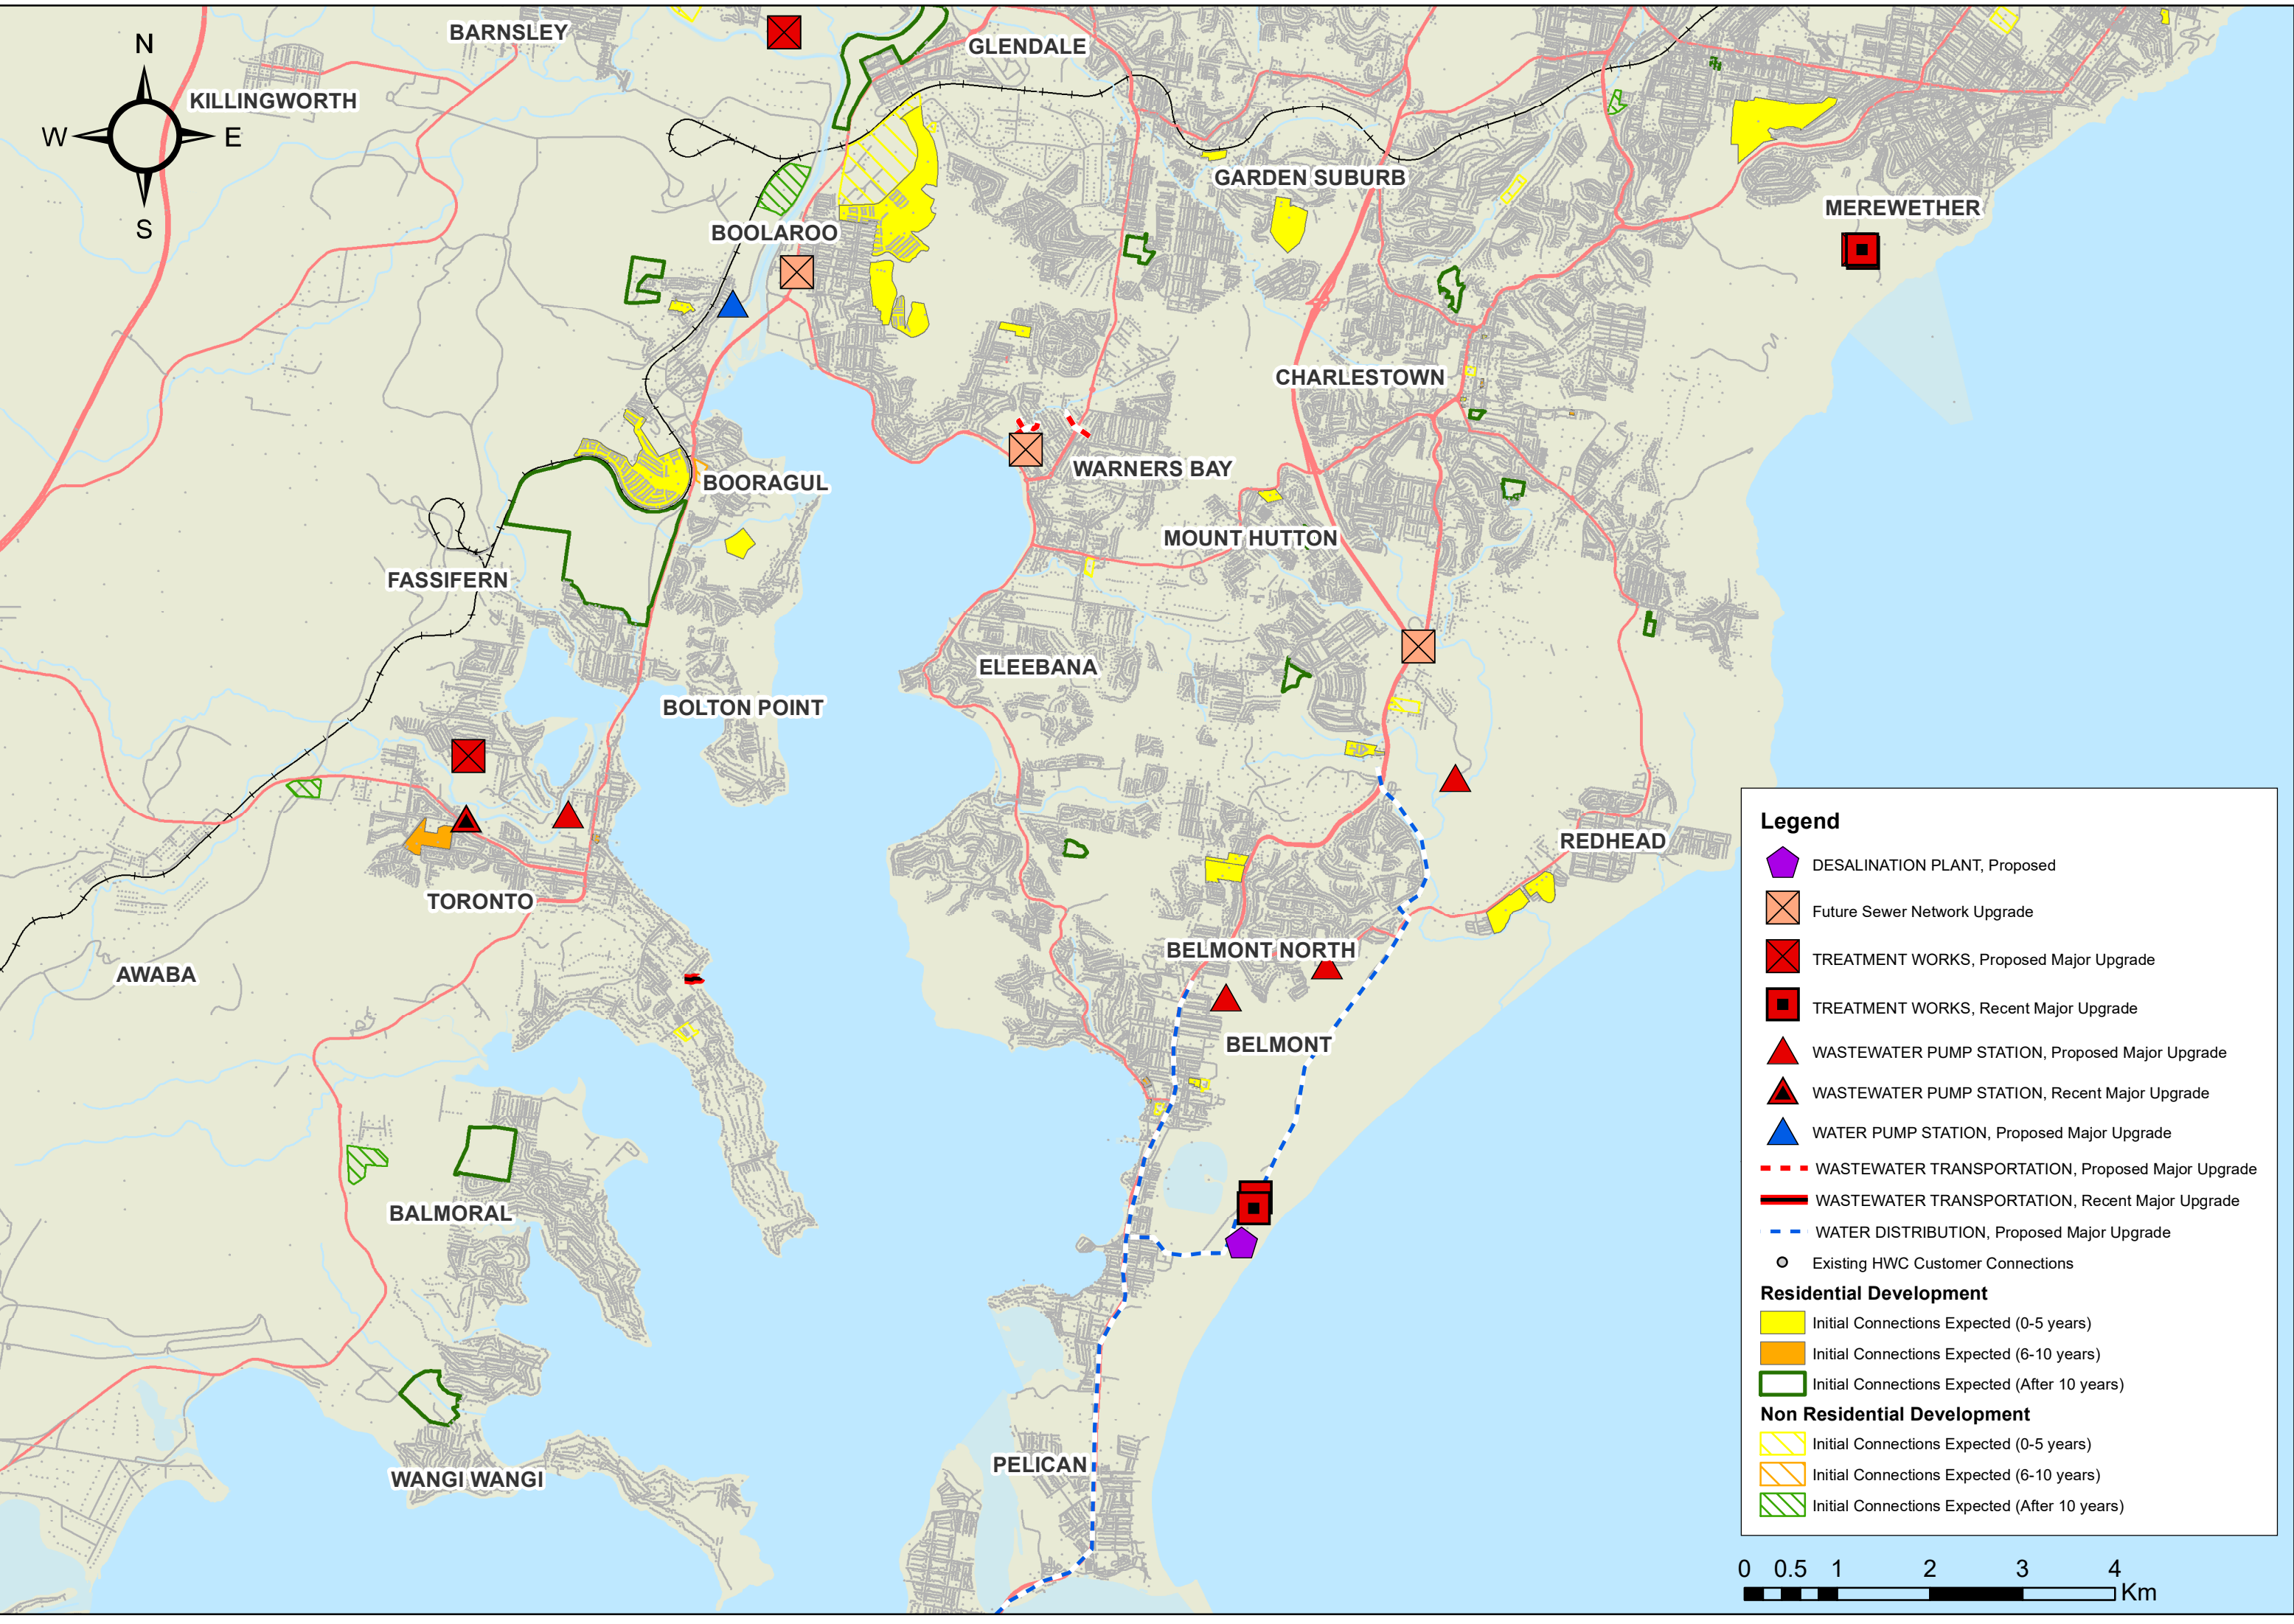 BARNSLEY
GLENDALE
N
KILLINGWORTH
W
E
S
GARDEN SUBURB
MEREWETHER
BOOLAROO
CHARLESTOWN
WARNERS BAY
BOORAGUL
MOUNT HUTTON
FASSIFERN
ELEEBANA
BOLTON POINT
REDHEAD
TORONTO
BELMONT NORTH
AWABA
BELMONT
BALMORAL
PELICAN
WANGI WANGI
Legend
DESALINATION PLANT, Proposed
Future Sewer Network Upgrade
TREATMENT WORKS, Proposed Major Upgrade
TREATMENT WORKS, Recent Major Upgrade
WASTEWATER PUMP STATION, Proposed Major Upgrade
WASTEWATER PUMP STATION, Recent Major Upgrade
WATER PUMP STATION, Proposed Major Upgrade
WASTEWATER TRANSPORTATION, Proposed Major Upgrade
WASTEWATER TRANSPORTATION, Recent Major Upgrade
WATER DISTRIBUTION, Proposed Major Upgrade
Existing HWC Customer Connections
Residential Development
Initial Connections Expected (0-5 years)
Initial Connections Expected (6-10 years)
Initial Connections Expected (After 10 years)
Non Residential Development
Initial Connections Expected (0-5 years)
Initial Connections Expected (6-10 years)
Initial Connections Expected (After 10 years)
0 0.5 1 2 3 4
Km